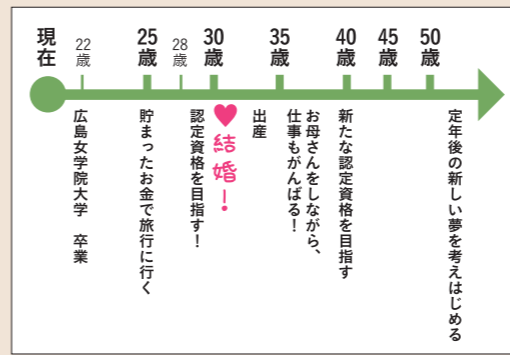 現在
22歳
25歳
28歳
30歳
35歳
40歳
45歳
50歳
広島女学院大学 卒業
貯まったお金で旅行に行く
認定資格を目指す！
♥結婚！
出産
お母さんをしながら、
仕事もがんばる！
新たな認定資格を目指す
定年後の新しい夢を考えはじめる